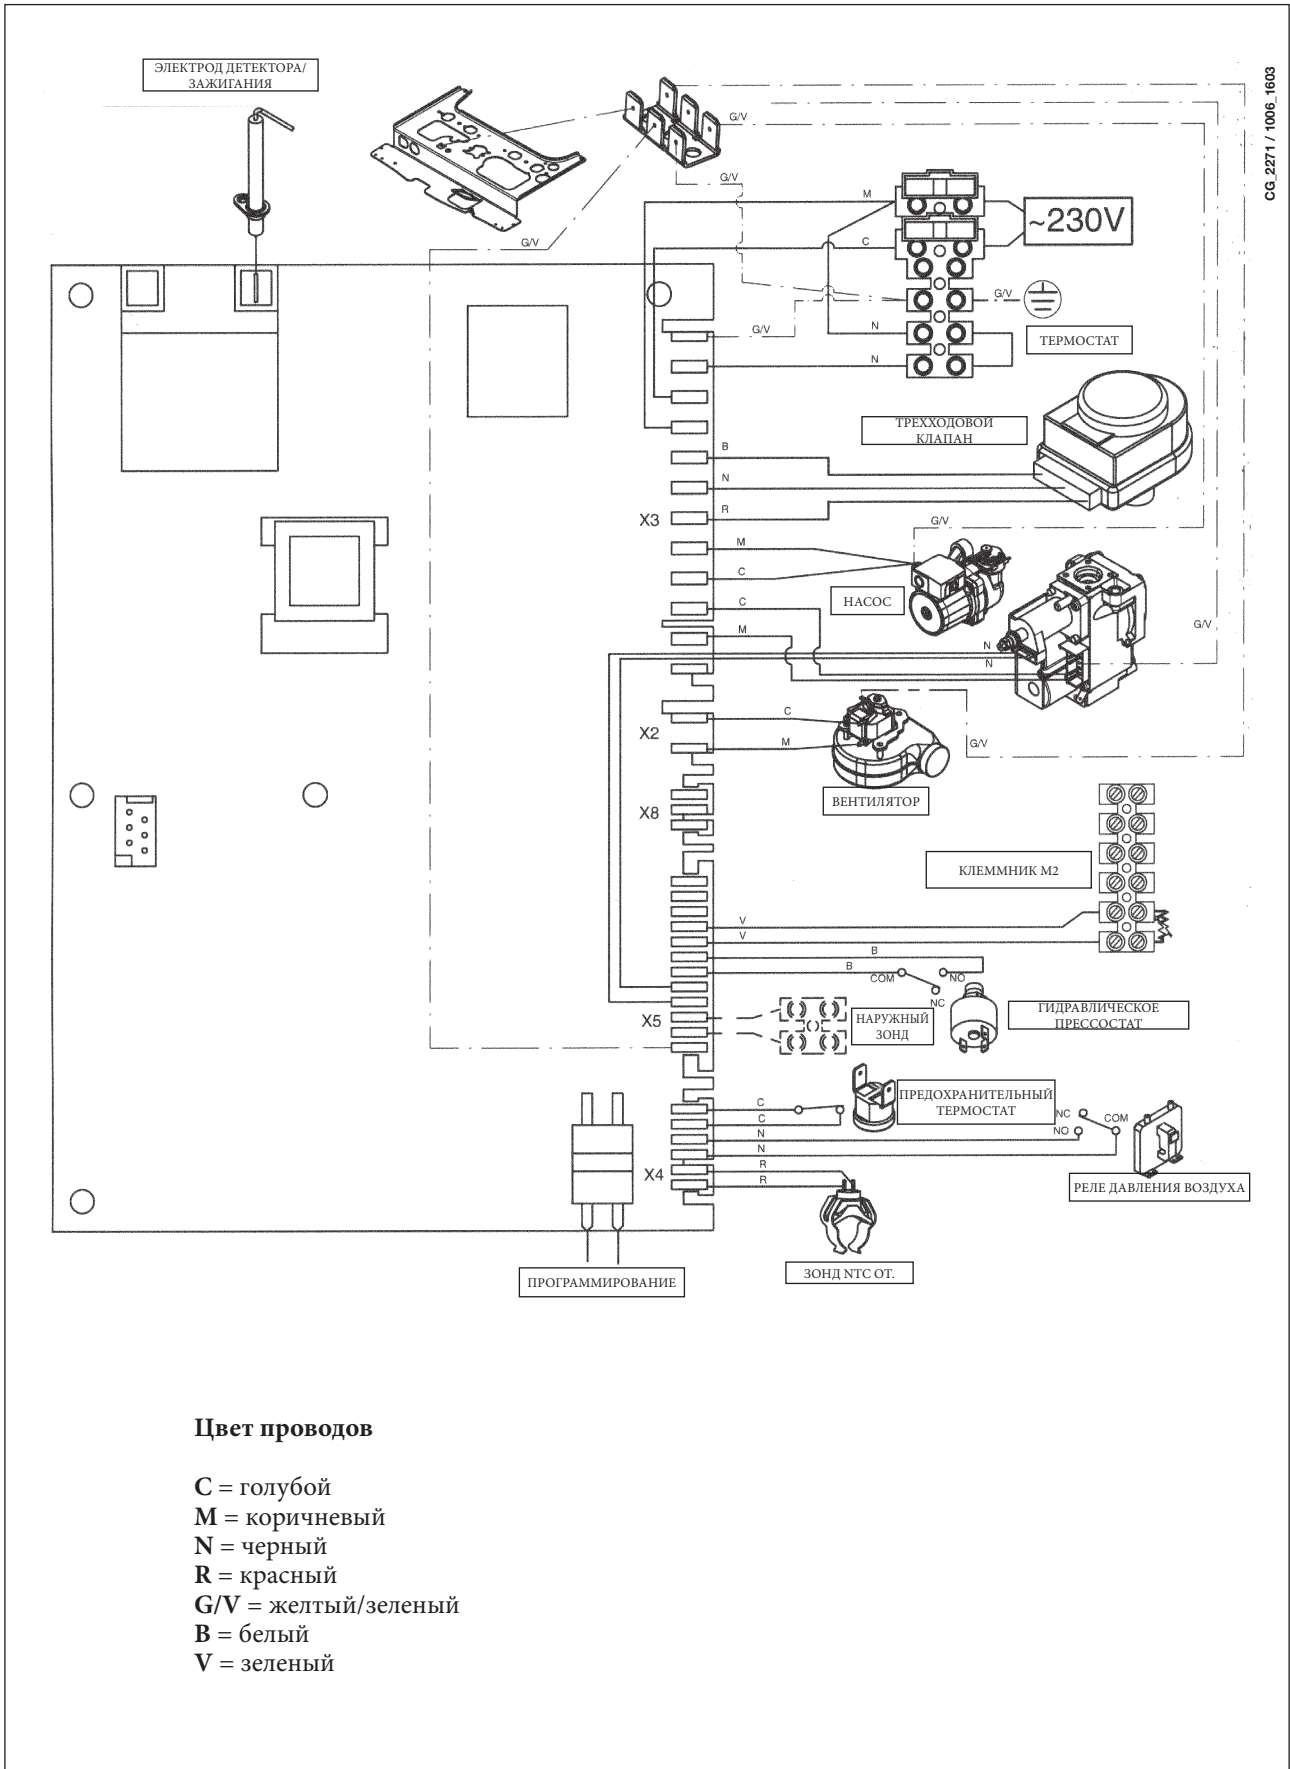 ЭЛЕКТРОД ДЕТЕКТОРА/
ЗАЖИГАНИЯ
CG_2271 / 1006_1603
G/V
G/V
G/V
M
~230V
C
G/V
G/V
N
ТЕРМОСТАТ
N
ТРЕХХОДОВОЙ
КЛАПАН
B
N
R
X3
G/V
M
C
НАСОС
C
M
G/V
N
N
C
X2
M
G/V
ВЕНТИЛЯТОР
X8
КЛЕММНИК М2
V
V
B
B
COM
NO
NC
ГИДРАВЛИЧЕСКОЕ
ПРЕССОСТАТ
X5
НАРУЖНЫЙ
ЗОНД
ПРЕДОХРАНИТЕЛЬНЫЙ
ТЕРМОСТАТ
C
C
NC
COM
NO
N
N
X4
R
R
РЕЛЕ ДАВЛЕНИЯ ВОЗДУХА
ЗОНД NTC ОТ.
ПРОГРАММИРОВАНИЕ
Цвет проводов
C = голубой
M = коричневый
N = черный
R = красный
G/V = желтый/зеленый
B = белый
V = зеленый